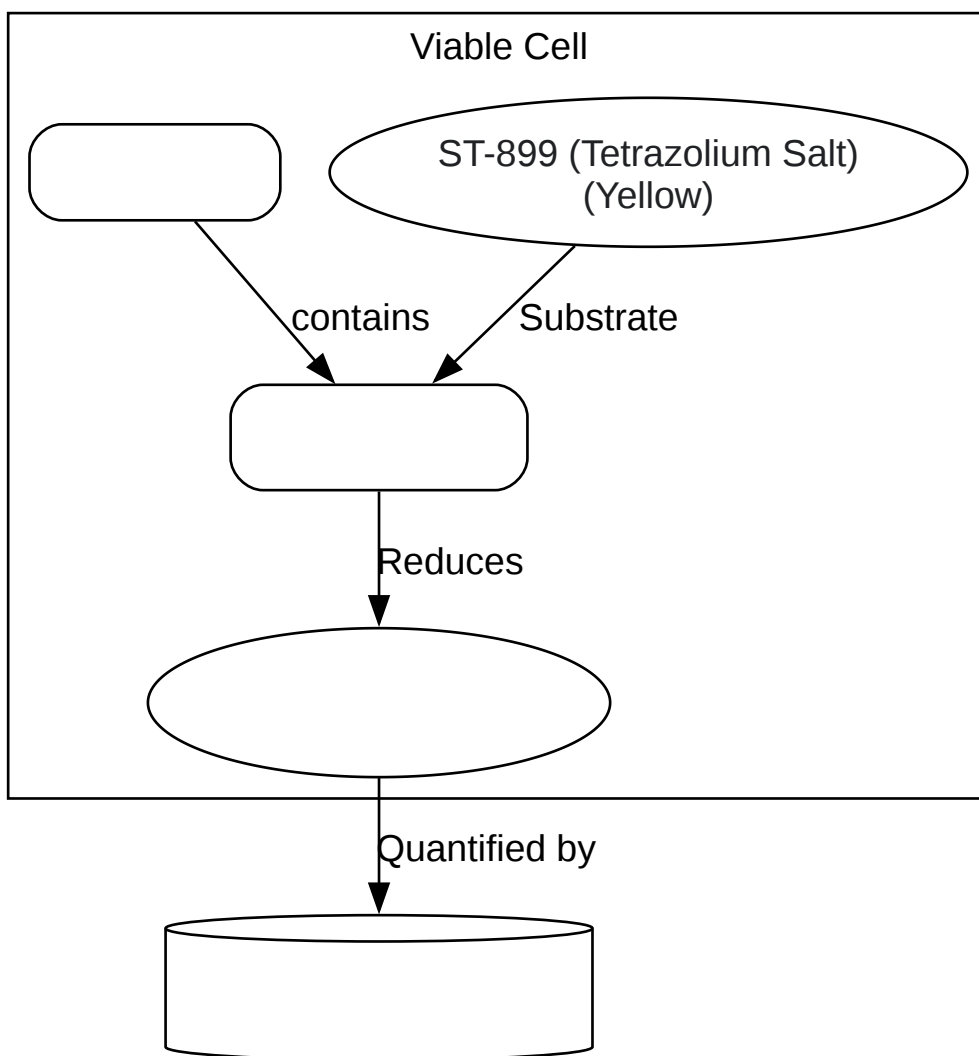 Viable Cell
ST-899 (Tetrazolium Salt)
(Yellow)
contains
Substrate
Reduces
Quantified by